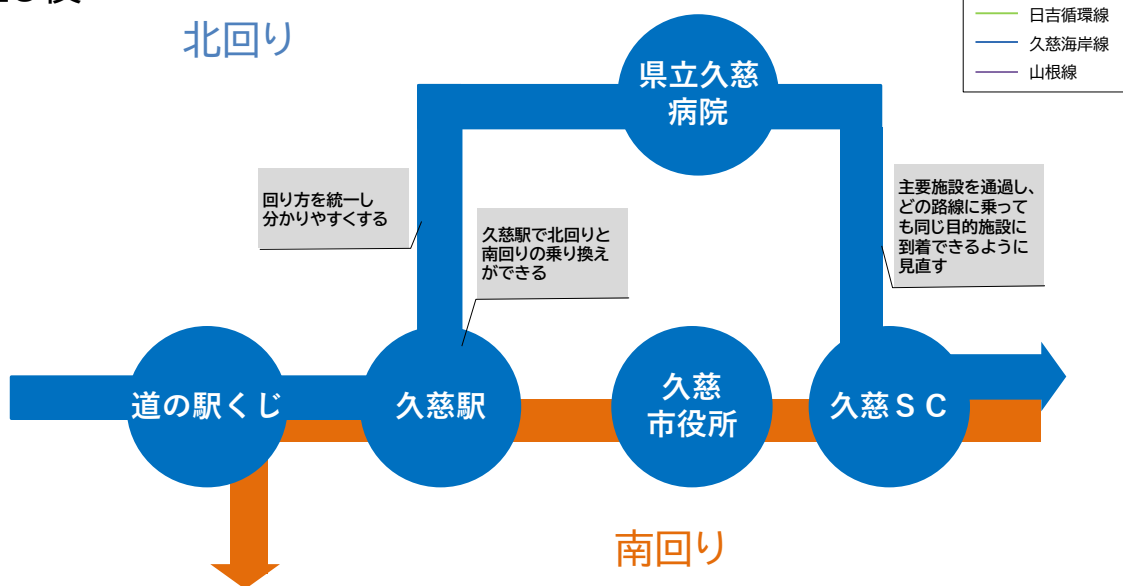 北回り
日吉循環線
久慈海岸線
山根線
県立久慈
病院
回り方を統一し
分かりやすくする
久慈駅で北回りと
南回りの乗り換え
ができる
主要施設を通過し、
どの路線に乗って
も同じ目的施設に
到着できるように
見直す
道の駅くじ
久慈駅
久慈
市役所
久慈ＳＣ
南回り